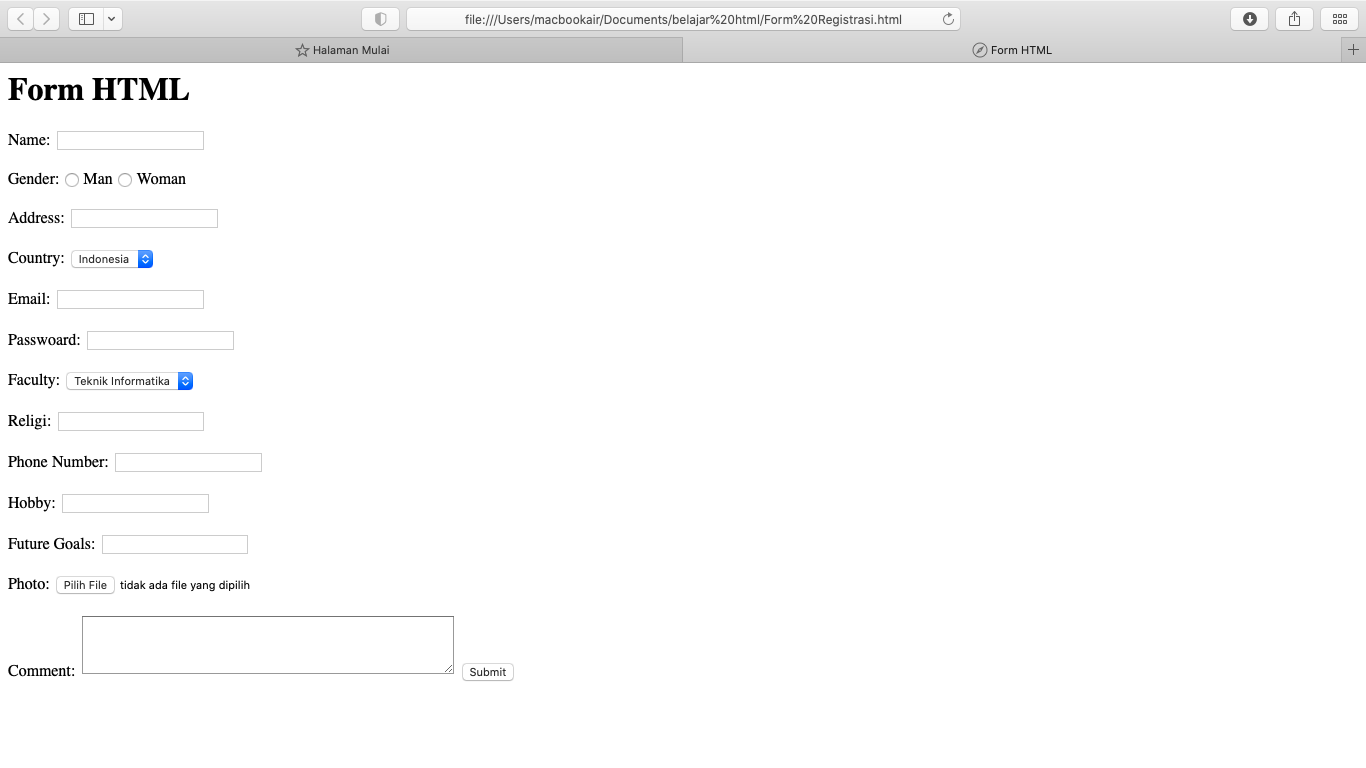 file:///Users/macbookair/Documents/belajar%20html/Form%20Registrasi.html
Halaman Mulai
Form HTML
Form HTML
Name:
Gender: Man Woman
Address:
Country: Indonesia
Email:
Passwoard:
Faculty: Teknik Informatika
Religi:
Phone Number:
Hobby:
Future Goals:
Photo: Pilih File tidak ada file yang dipilih
Comment: Submit